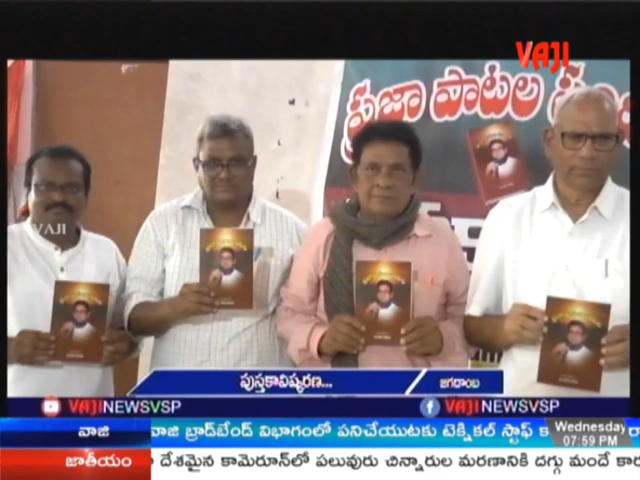 VAJI
ప్రజా పాటల
VAJI
పుస్తకావిష్కరణ...
జగదాంబ
VAJINEWSVSP
VAJINEWSVSP
వాజి
వాజి బ్రాడ్‌బేండ్ విభాగంలో పనిచేయుటకు టెక్నికల్ స్టాఫ్
Wednesday
07:59 PM
జాతీయం
దేశమైన కామెరూన్‌లో పలువురు చిన్నారుల మరణానికి దగ్గు మందే